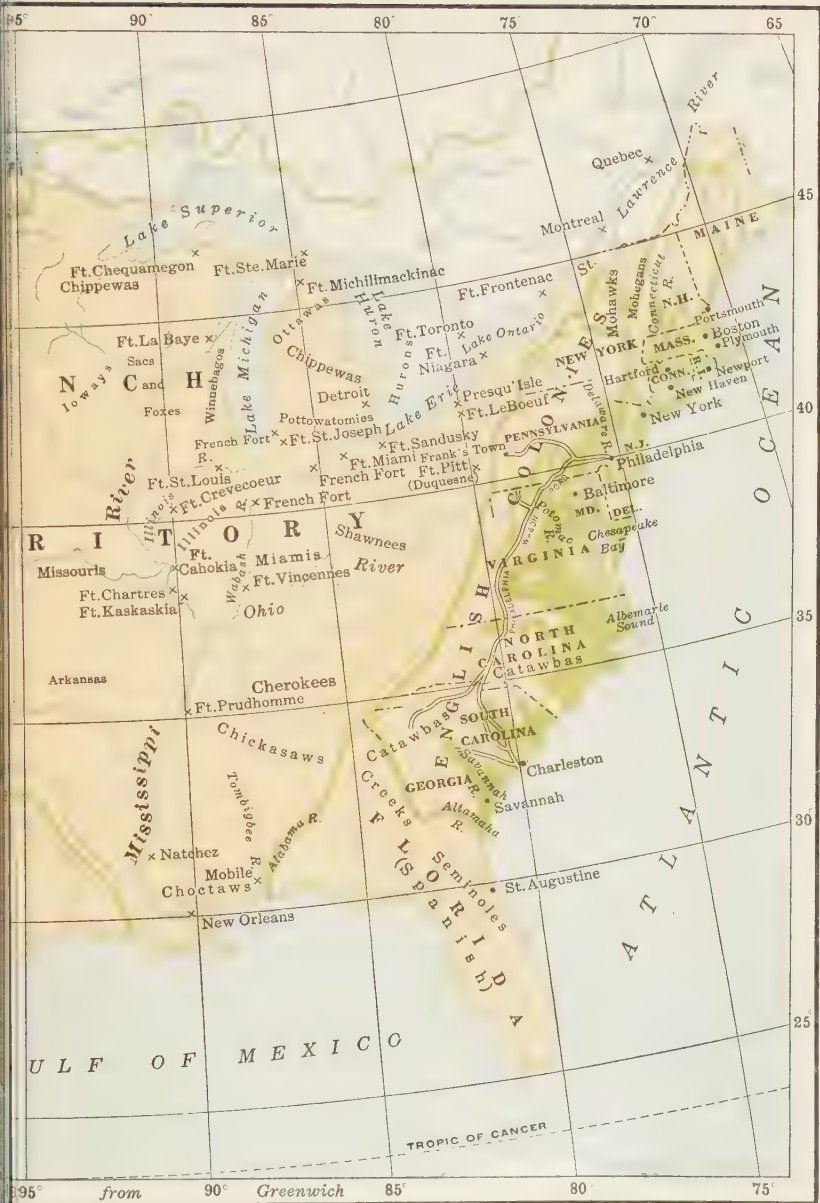 95° 90° 85° 80° 75° 70° 65
River
Quebec
St. Lawrence
45
Montreal
MAINE
Lake Superior
Ft.Chequamegon
Chippewas
Ft.Ste.Marie
Ft.Michilimackinac
Ft.Frontenac
Mohawks
Mohegans
Connecticut R.
N.H.
Portsmouth
Ottawas
Lake Huron
Ft.Toronto
Lake Ontario
Ft. Niagara
Ft.La Baye
Lake Michigan
Chippewas
Hurons
NEW YORK
MASS.
Boston
Plymouth
Sacs
and
Foxes
Ioways
Winnebagos
N C H
Detroit
Lake Erie
Presqu'Isle
Ft.LeBoeuf
Hartford
CONN.
R.I.
Newport
New Haven
New York
40
Pottowatomies
French Fort
Ft.St.Joseph
Ft.Sandusky
PENNSYLVANIA
Delaware R.
N.J.
R.
Ft.Miami
Frank's Town
Philadelphia
Ft.St.Louis
French Fort
Ft.Pitt
(Duquesne)
Baltimore
Ft.Crevecoeur
French Fort
River
Illinois
Illinois R.
MD.
DEL.
Potomac
R.
Chesapeake
Bay
R I T O R Y
Shawnees
Missouris
Ft.
Cahokia
Miamis
River
VIRGINIA
Wabash
Ft.Vincennes
Ft.Chartres
Ft.Kaskaskia
Ohio
PHILADELPHIA WAGON ROAD
ENGLISH COLONIES
35
Albemarle
Sound
NORTH
CAROLINA
Catawbas
Arkansas
Cherokees
Ft.Prudhomme
SOUTH
CAROLINA
Catawbas
Chickasaws
Mississippi
Charleston
Savannah R.
GEORGIA
Savannah
Creeks
Altamaha
R.
Tombigbee R.
Alabama R.
30°
Natchez
Mobile
Choctaws
Seminoles
St.Augustine
New Orleans
FLORIDA
(Spanish)
ATLANTIC OCEAN
25°
ULF OF MEXICO
TROPIC OF CANCER
95° from 90° Greenwich 85° 80° 75°